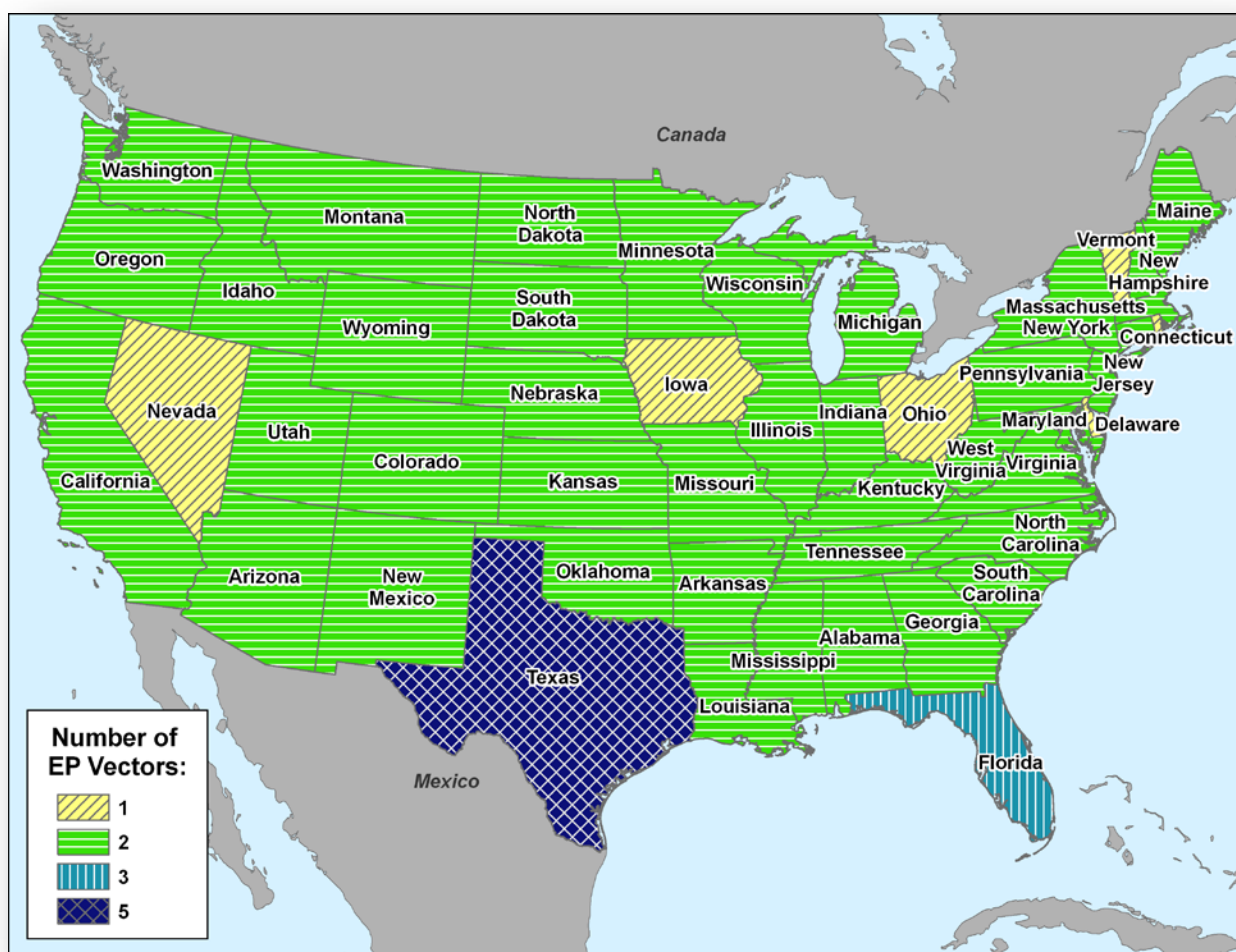 Canada
Washington
Montana
North
Dakota
Minnesota
Maine
Vermont
New
Hampshire
Oregon
Idaho
Wisconsin
South
Dakota
Wyoming
Michigan
Massachusetts
New York
Connecticut
Nebraska
Iowa
Pennsylvania
New
Jersey
Nevada
Utah
Illinois
Indiana
Ohio
Maryland
Delaware
California
Colorado
Kansas
Missouri
Kentucky
West
Virginia
Virginia
Arizona
New
Mexico
Oklahoma
Arkansas
Tennessee
North
Carolina
South
Carolina
Georgia
Alabama
Mississippi
Texas
Louisiana
Florida
Mexico
Number of
EP Vectors:
1
2
3
5